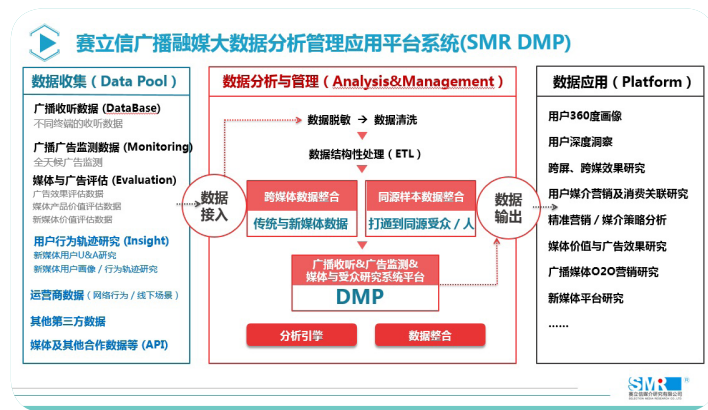 赛立信广播融媒大数据分析管理应用平台系统(SMR DMP)
数据收集（Data Pool）
广播收听数据 (DataBase)
不同终端的收听数据
广播广告监测数据 (Monitoring)
全天候广告监测
媒体与广告评估 (Evaluation)
广告效果评估数据
媒体产品价值评估数据
新媒体价值评估数据
用户行为轨迹研究 (Insight)
新媒体用户U&A研究
新媒体用户画像 / 行为轨迹研究
运营商数据（网络行为 / 线下场景）
其他第三方数据
媒体及其他合作数据等 (API)
数据
接入
数据分析与管理（Analysis&Management）
数据脱敏 → 数据清洗
数据结构性处理（ETL）
跨媒体数据整合
传统与新媒体数据
同源样本数据整合
打通到同源受众 / 人
广播收听&广告监测&
媒体与受众研究系统平台
DMP
分析引擎
数据整合
数据
输出
数据应用（Platform）
用户360度画像
用户深度洞察
跨屏、跨媒效果研究
用户媒介营销及消费关联研究
精准营销 / 媒介策略分析
媒体价值与广告效果研究
广播媒体O2O营销研究
新媒体平台研究
......
SMR
赛立信媒介研究有限公司